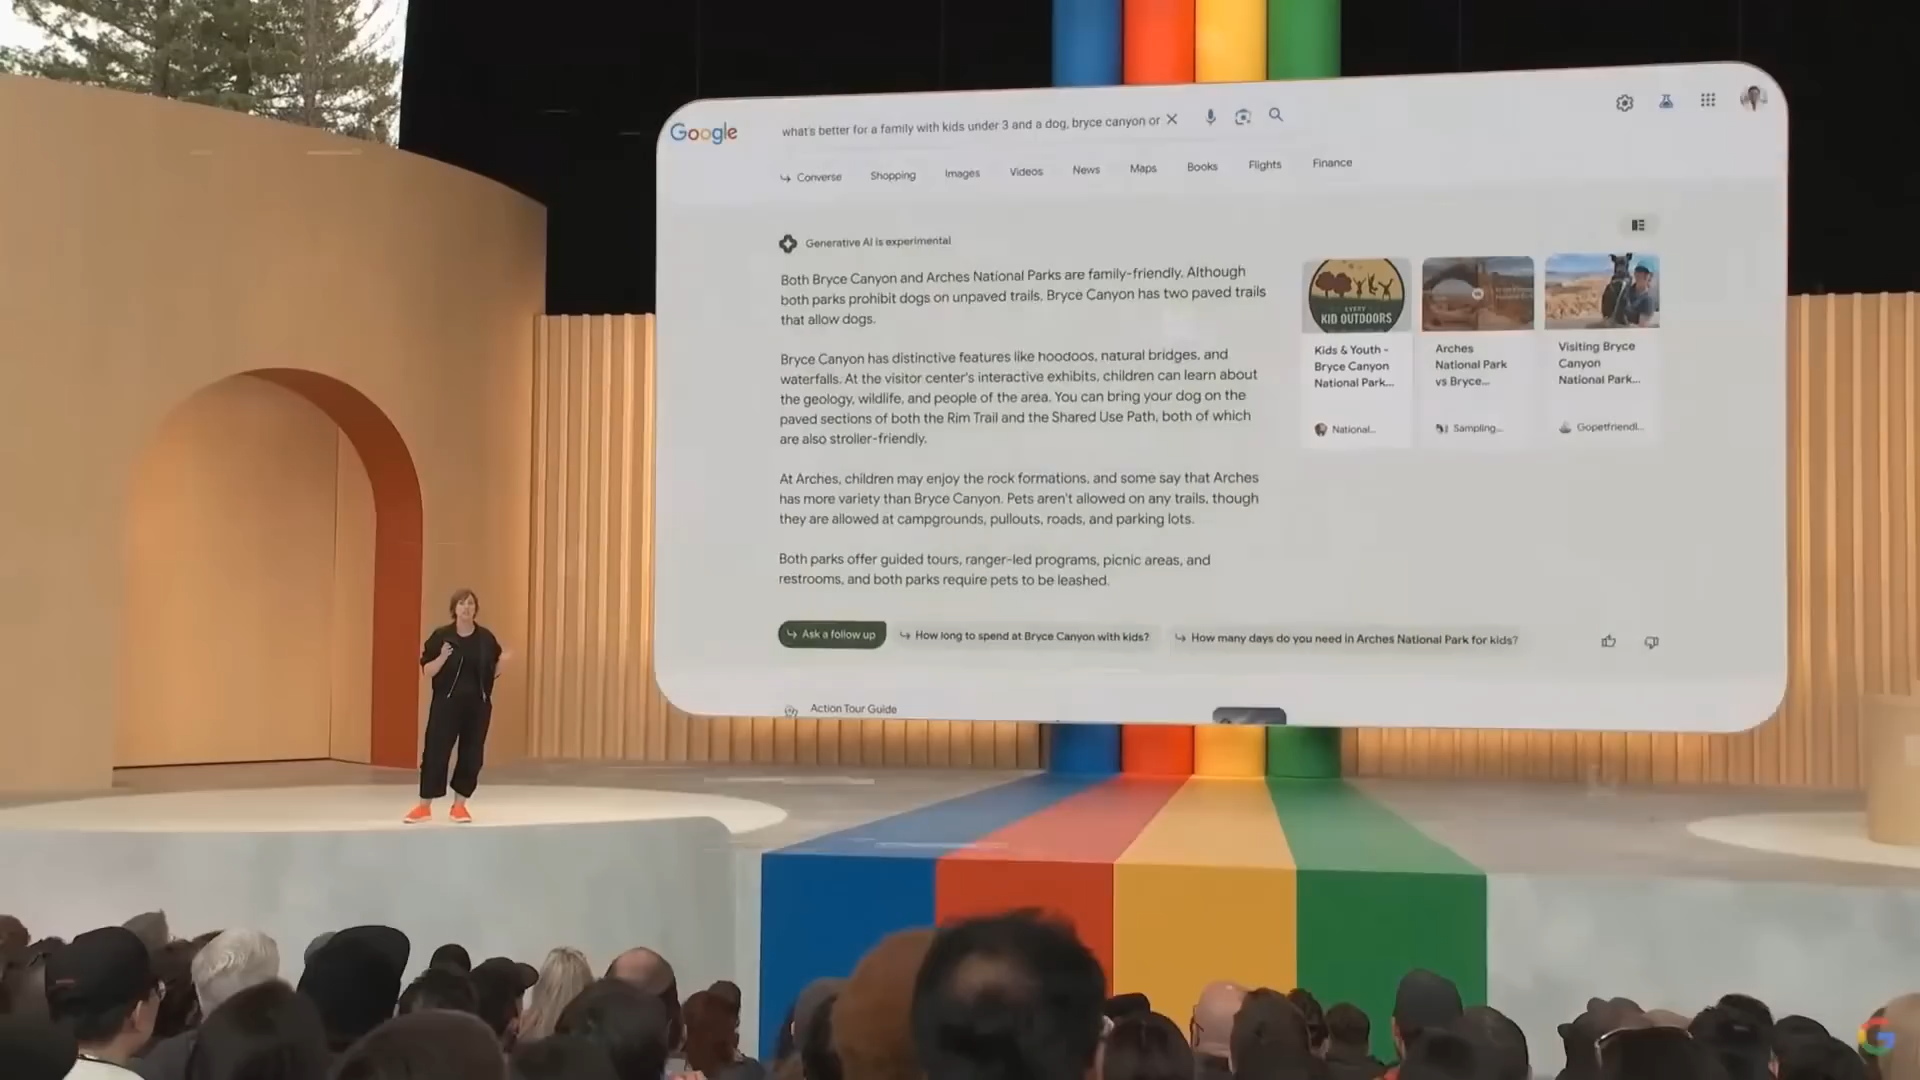 Google
what's better for a family with kids under 3 and a dog, bryce canyon or
Converse Shopping Images Videos News Maps Books Flights Finance
Generative AI is experimental
Both Bryce Canyon and Arches National Parks are family-friendly. Although
both parks prohibit dogs on unpaved trails, Bryce Canyon has two paved trails
that allow dogs.
Bryce Canyon has distinctive features like hoodoos, natural bridges, and
waterfalls. At the visitor center's interactive exhibits, children can learn about
the geology, wildlife, and people of the area. You can bring your dog on the
paved sections of both the Rim Trail and the Shared Use Path, both of which
are also stroller-friendly.
At Arches, children may enjoy the rock formations, and some say that Arches
has more variety than Bryce Canyon. Pets aren't allowed on any trails, though
they are allowed at campgrounds, pullouts, roads, and parking lots.
Both parks offer guided tours, ranger-led programs, picnic areas, and
restrooms, and both parks require pets to be leashed.
EVERY
KID OUTDOORS
Kids & Youth -
Bryce Canyon
National Park...
National...
Arches
National Park
vs Bryce...
Sampling...
Visiting Bryce
Canyon
National Park...
Gopetfriendl...
Ask a follow up
How long to spend at Bryce Canyon with kids?
How many days do you need in Arches National Park for kids?
Action Tour Guide
G